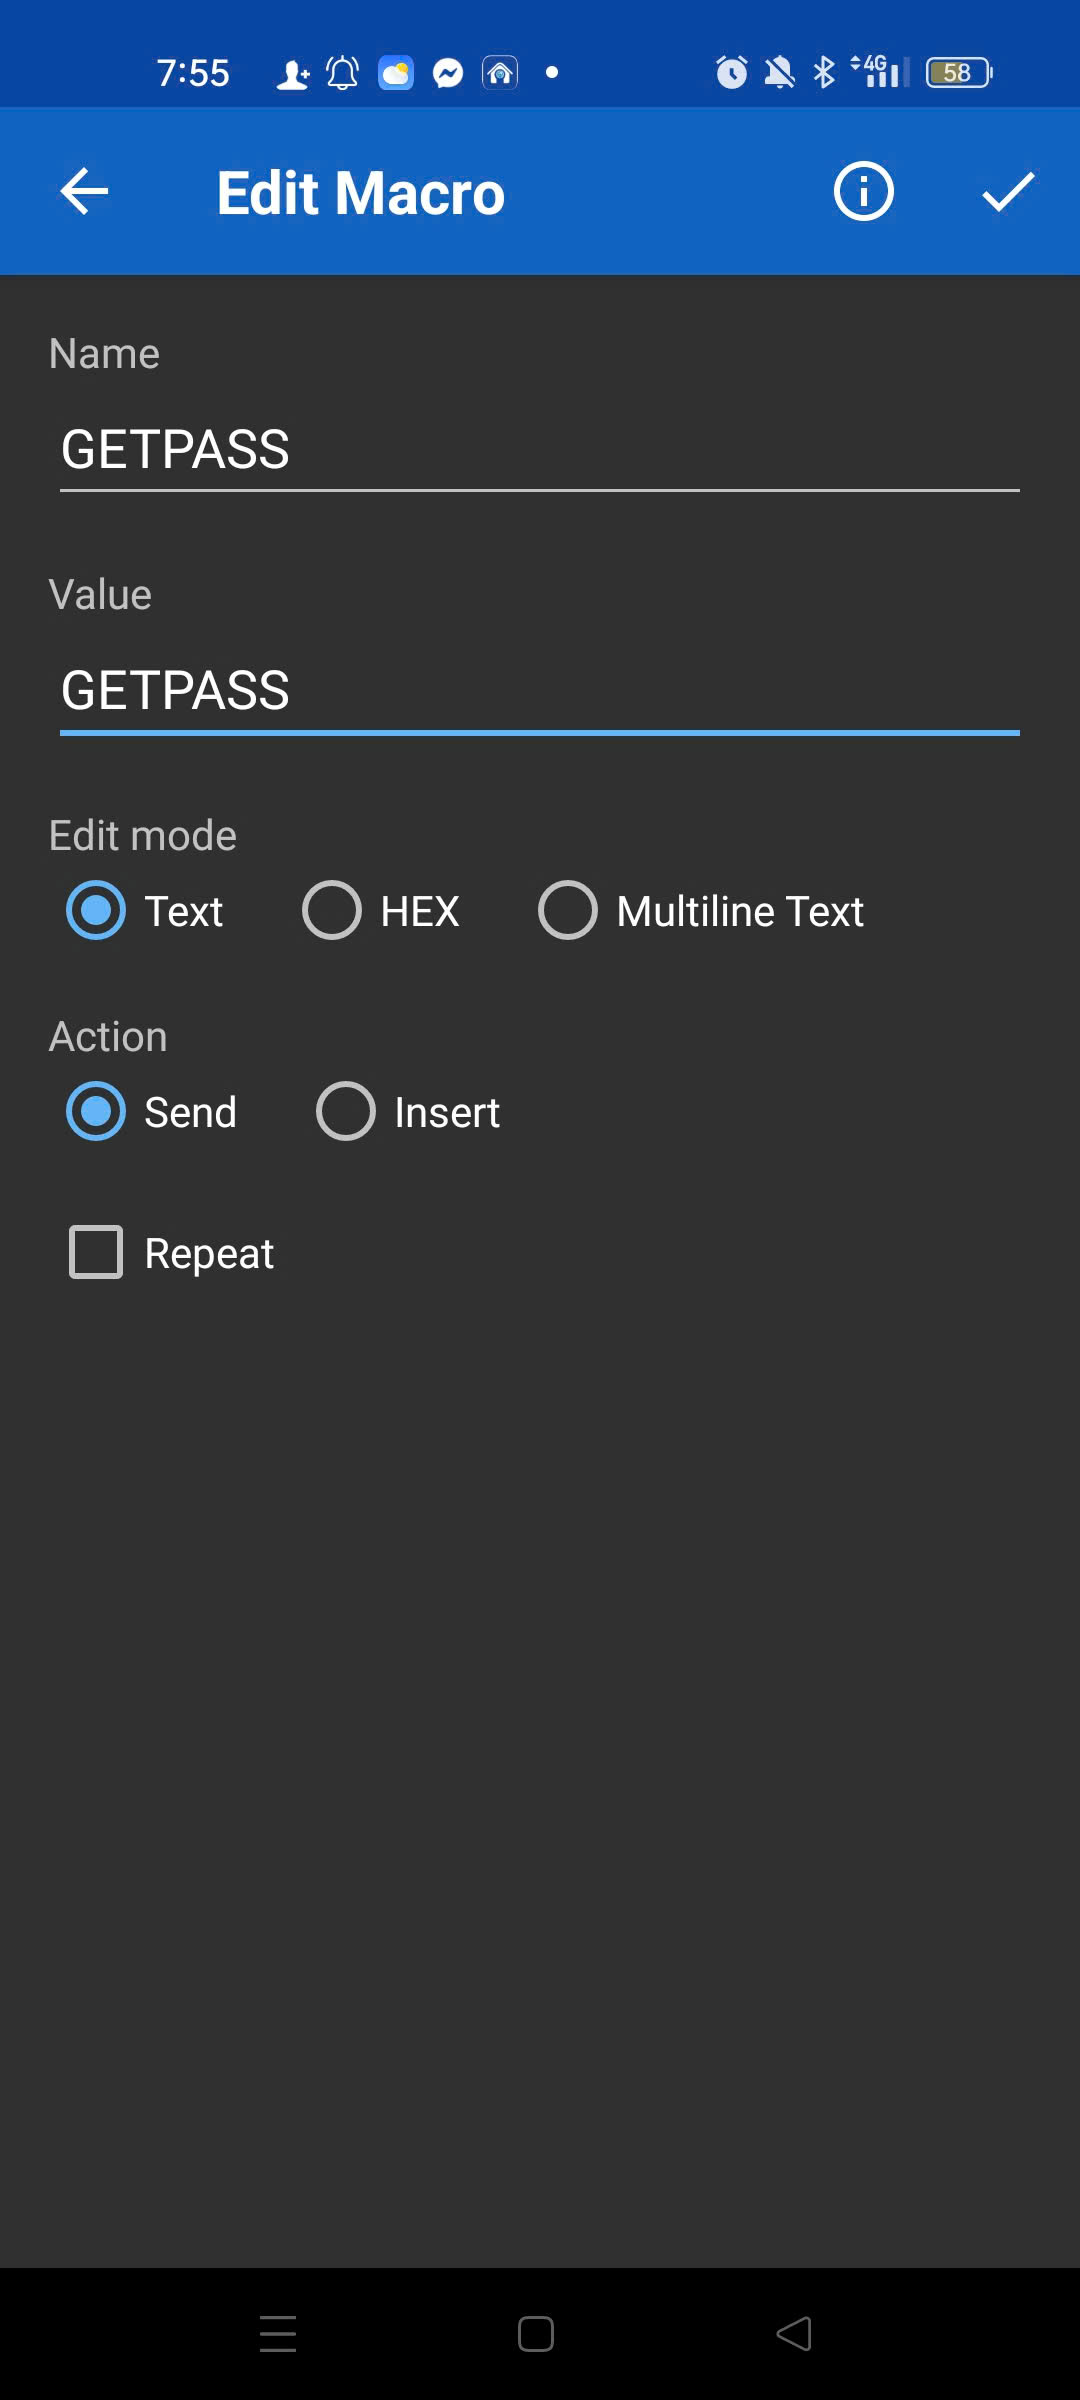 7:55 4G 58
Edit Macro
Name
GETPASS
Value
GETPASS
Edit mode
Text HEX Multiline Text
Action
Send Insert
Repeat